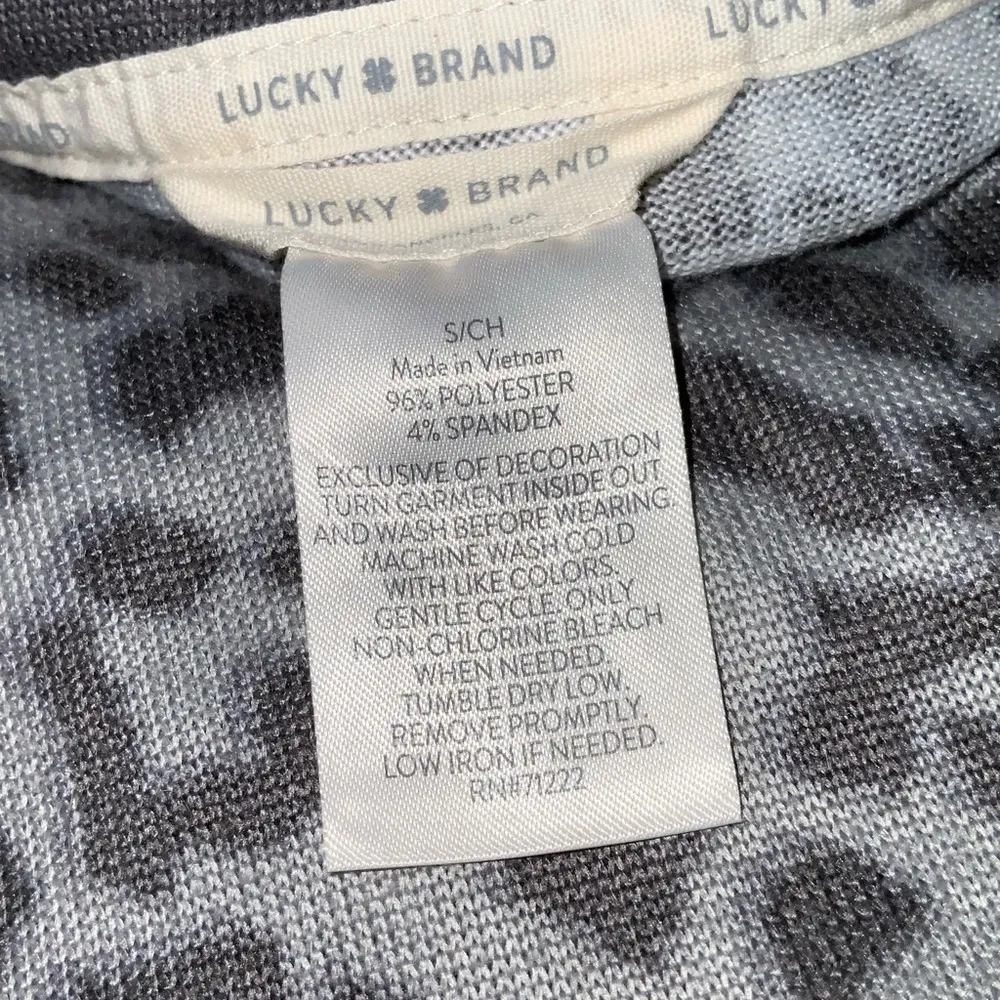 LUCKY BRAND
LUCKY
LUCKY BRAND
S/CH
Made in Vietnam
96% POLYESTER
4% SPANDEX
EXCLUSIVE OF DECORATION
TURN GARMENT INSIDE OUT
AND WASH BEFORE WEARING.
MACHINE WASH COLD
WITH LIKE COLORS.
GENTLE CYCLE. ONLY
NON-CHLORINE BLEACH
WHEN NEEDED.
TUMBLE DRY LOW.
REMOVE PROMPTLY.
LOW IRON IF NEEDED.
RN#71222